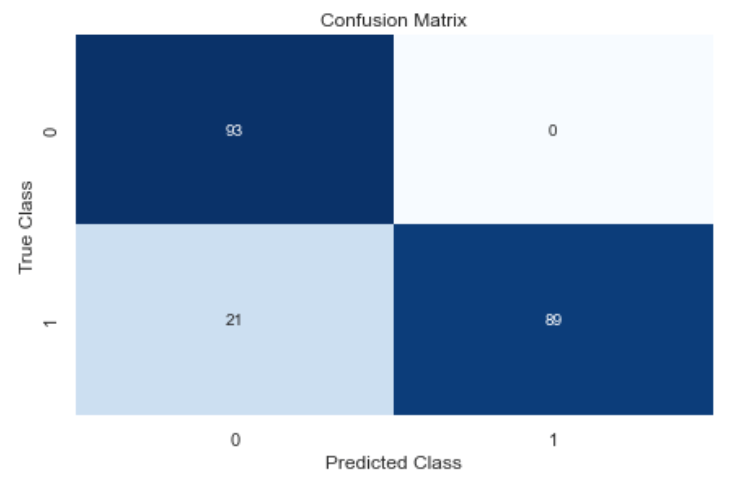 Confusion Matrix
0
93
0
True Class
1
21
89
0
1
Predicted Class